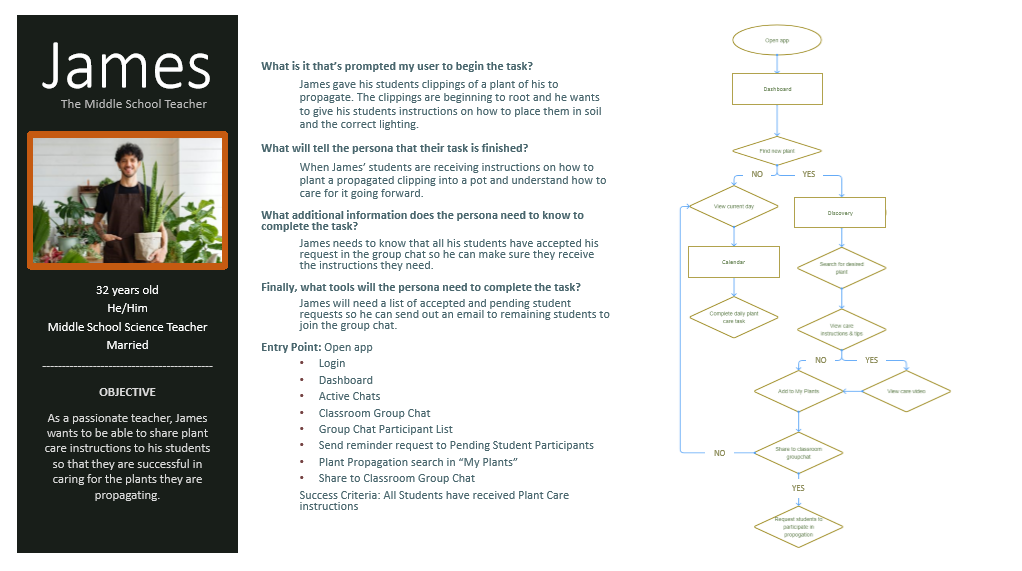 James
The Middle School Teacher
32 years old
He/Him
Middle School Science Teacher
Married
--------------------------------------------
OBJECTIVE
As a passionate teacher, James
wants to be able to share plant
care instructions to his students
so that they are successful in
caring for the plants they are
propagating.
What is it that’s prompted my user to begin the task?
James gave his students clippings of a plant of his to
propagate. The clippings are beginning to root and he wants
to give his students instructions on how to place them in soil
and the correct lighting.
What will tell the persona that their task is finished?
When James’ students are receiving instructions on how to
plant a propagated clipping into a pot and understand how to
care for it going forward.
What additional information does the persona need to know to
complete the task?
James needs to know that all his students have accepted his
request in the group chat so he can make sure they receive
the instructions they need.
Finally, what tools will the persona need to complete the task?
James will need a list of accepted and pending student
requests so he can send out an email to remaining students to
join the group chat.
Entry Point: Open app
• Login
• Dashboard
• Active Chats
• Classroom Group Chat
• Group Chat Participant List
• Send reminder request to Pending Student Participants
• Plant Propagation search in “My Plants”
• Share to Classroom Group Chat
Success Criteria: All Students have received Plant Care
instructions
Open app
Dashboard
Find new plant
NO
YES
View current day
Discovery
Calendar
Search for desired
plant
Complete daily plant
care task
View care
instructions & tips
NO
YES
Add to My Plants
View care video
Share to classroom
groupchat
NO
YES
Request students to
participate in
propogation